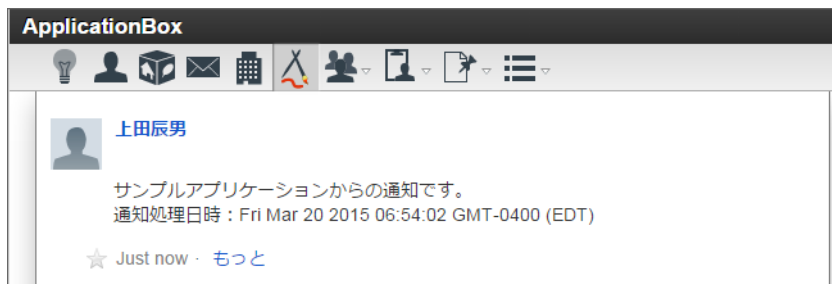 ApplicationBox
上田辰男
サンプルアプリケーションからの通知です。
通知処理日時：Fri Mar 20 2015 06:54:02 GMT-0400 (EDT)
Just now · もっと